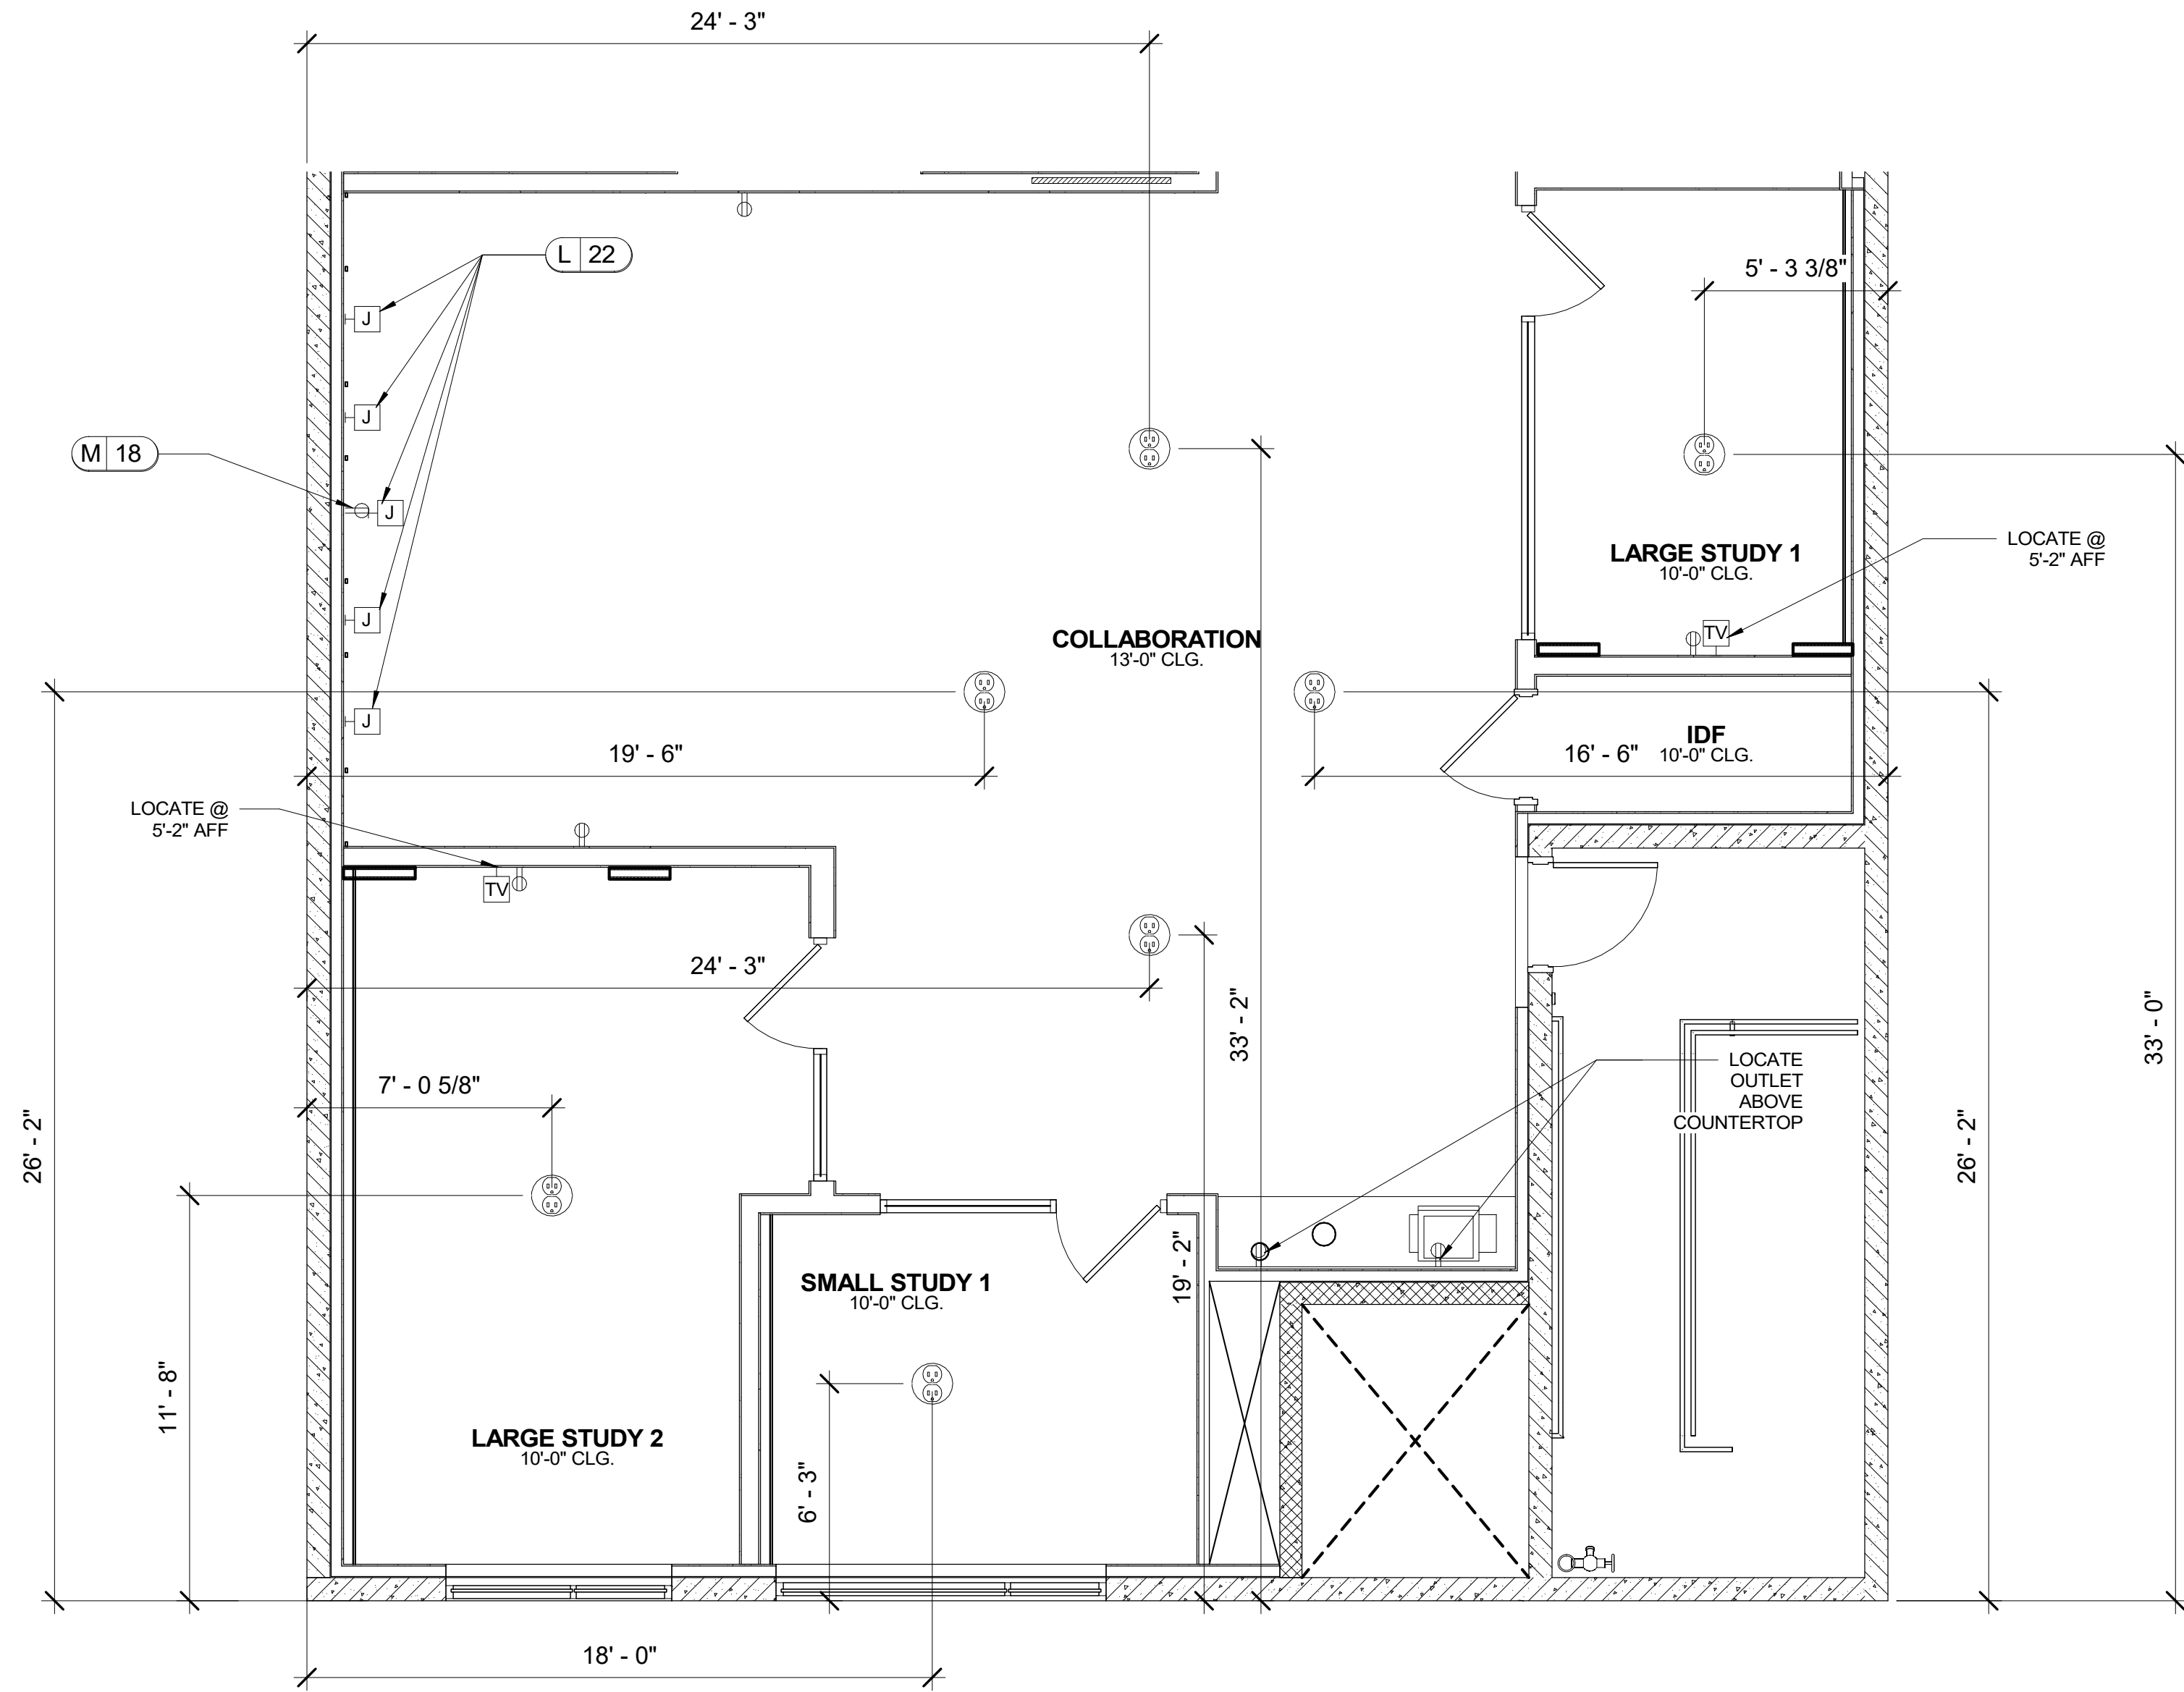 24' - 3"
L 22
5' - 3 3/8"
J
J
M 18
J
LOCATE @
5'-2" AFF
LARGE STUDY 1
10'-0" CLG.
J
TV
COLLABORATION
13'-0" CLG.
J
IDF
10'-0" CLG.
19' - 6"
16' - 6"
LOCATE @
5'-2" AFF
TV
24' - 3"
33' - 2"
33' - 0"
7' - 0 5/8"
LOCATE
OUTLET
ABOVE
COUNTERTOP
26' - 2"
26' - 2"
19' - 2"
SMALL STUDY 1
10'-0" CLG.
11' - 8"
LARGE STUDY 2
10'-0" CLG.
6' - 3"
18' - 0"